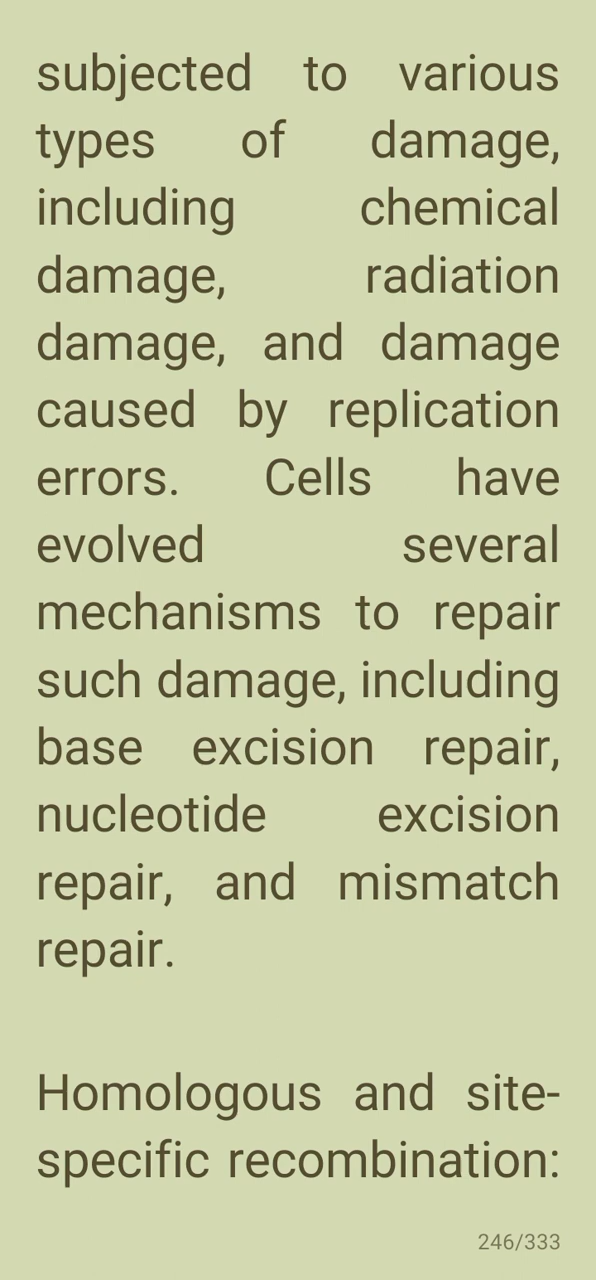 subjected to various
types of damage,
including chemical
damage, radiation
damage, and damage
caused by replication
errors. Cells have
evolved several
mechanisms to repair
such damage, including
base excision repair,
nucleotide excision
repair, and mismatch
repair.
Homologous and site-
specific recombination:
246/333